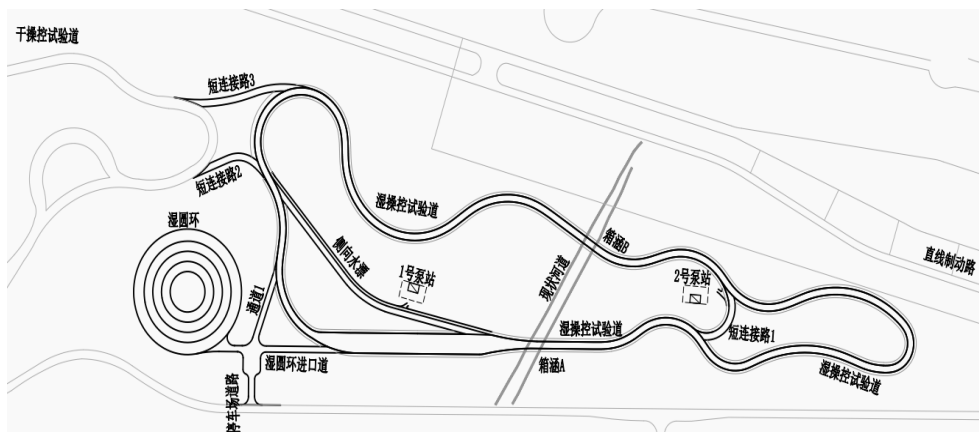 干操控试验道
短连接路3
短连接路2
湿操控试验道
湿圆环
箱涵B
侧向水漂
1号泵站
现状河道
2号泵站
直线制动路
通道1
湿操控试验道
短连接路1
湿圆环进口道
箱涵A
湿操控试验道
停车场道路